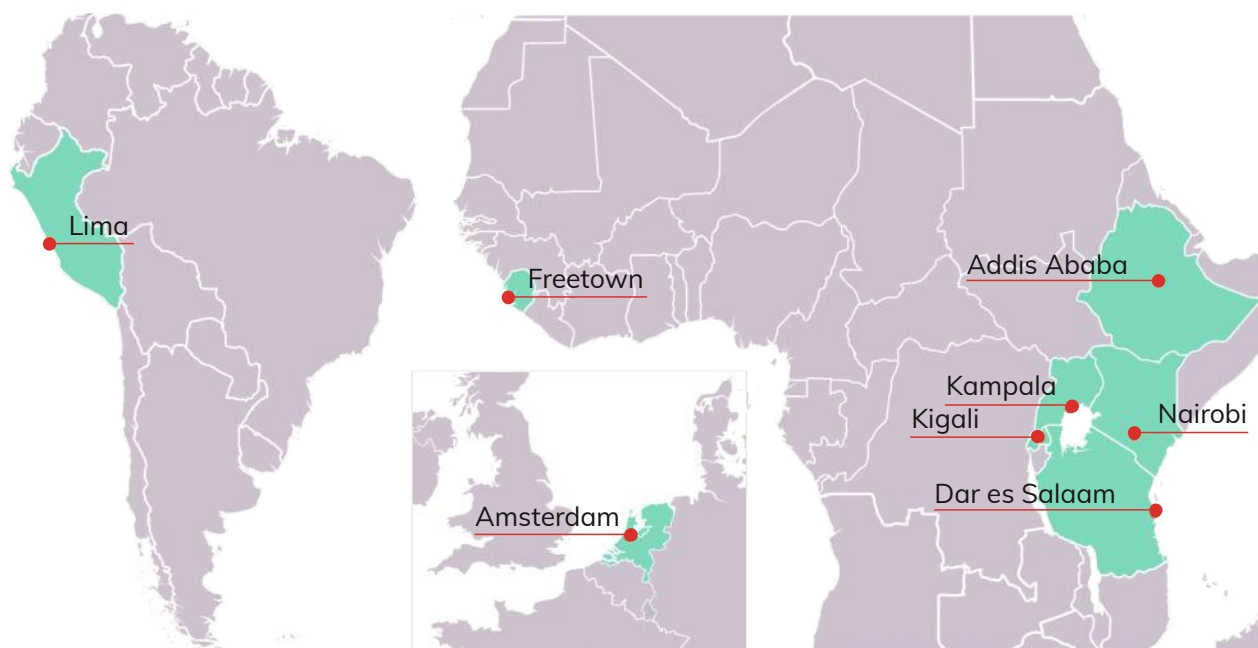 Lima
Freetown
Addis Ababa
Kampala
Kigali
Nairobi
Dar es Salaam
Amsterdam